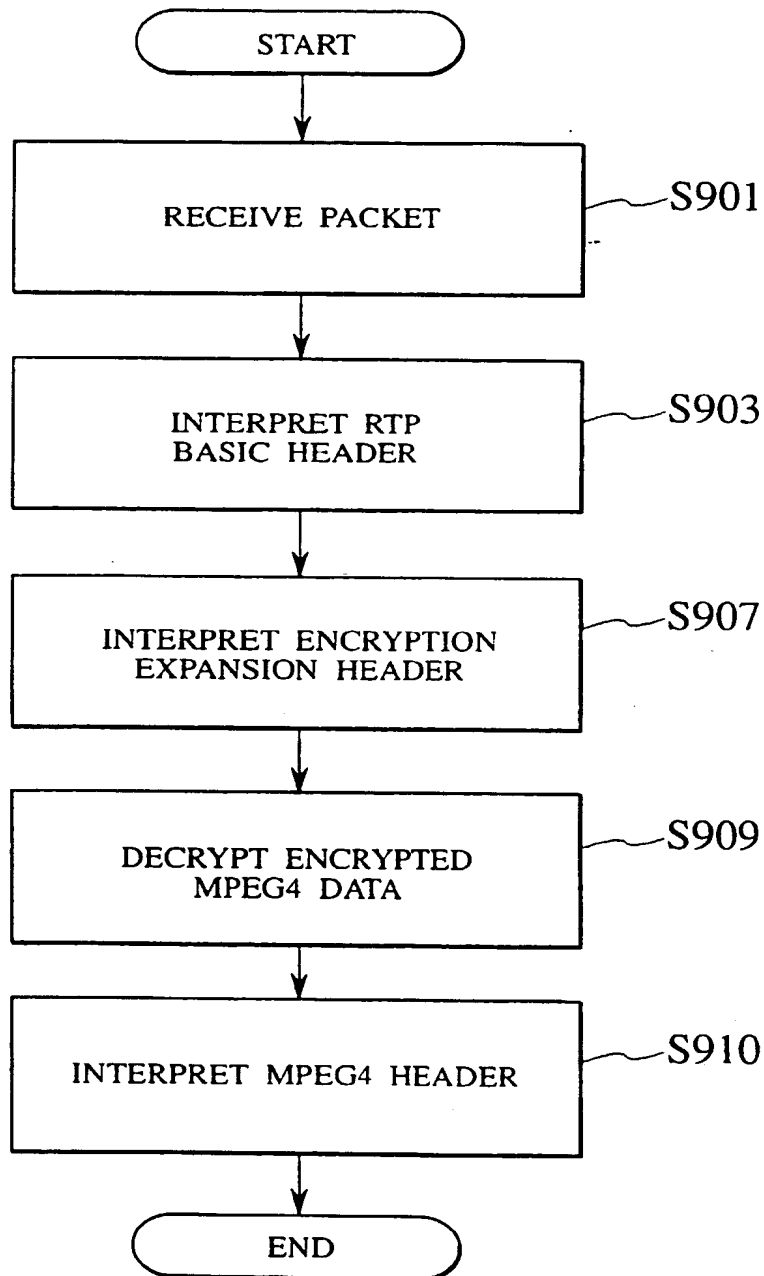 START
RECEIVE PACKET
S901
INTERPRET RTP
BASIC HEADER
S903
INTERPRET ENCRYPTION
EXPANSION HEADER
S907
DECRYPT ENCRYPTED
MPEG4 DATA
S909
INTERPRET MPEG4 HEADER
S910
END